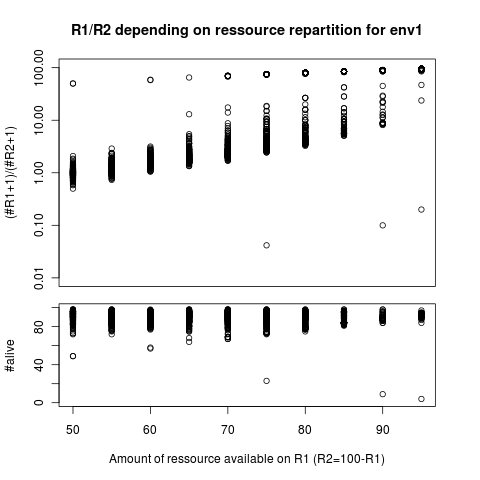 R1/R2 depending on ressource repartition for env1
(#R1+1)/(#R2+1)
100.00
10.00
1.00
0.10
0.01
#alive
80
40
0
50 60 70 80 90
Amount of ressource available on R1 (R2=100-R1)